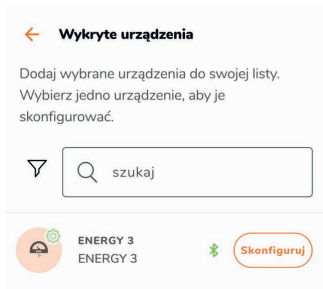 Wykryte urządzenia
Dodaj wybrane urządzenia do swojej listy.
Wybierz jedno urządzenie, aby je
skonfigurować.
szukaj
ENERGY 3
ENERGY 3
Skonfiguruj